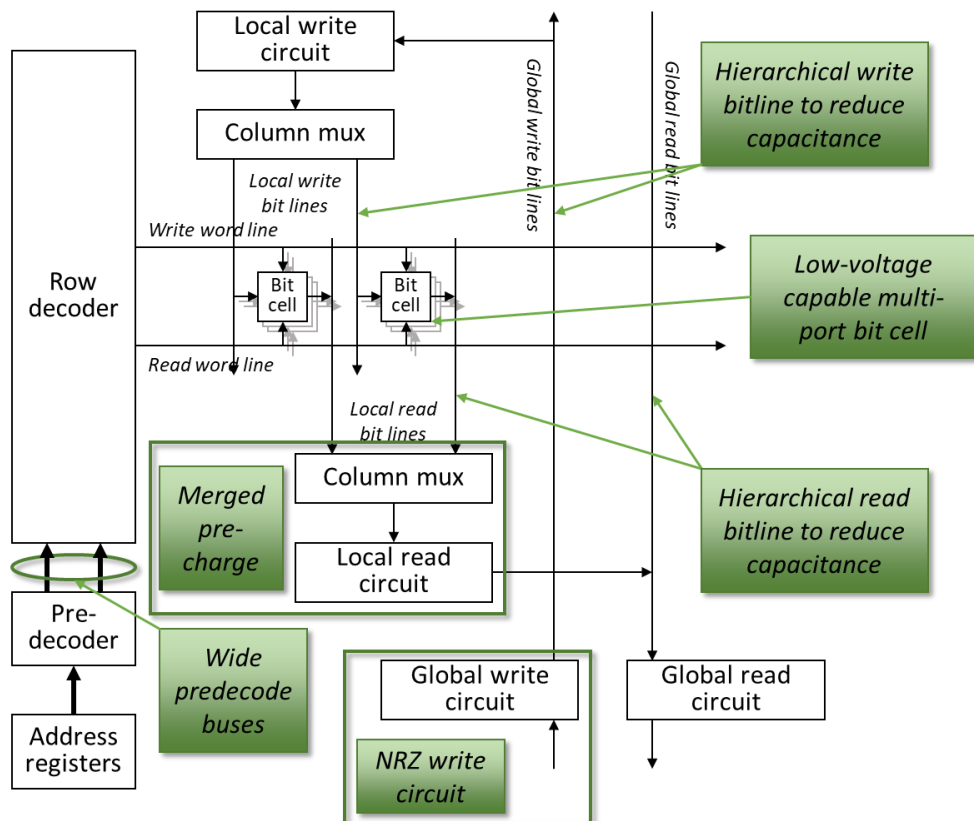 Local write
circuit
Column mux
Local write
bit lines
Write word line
Row
decoder
Bit
cell
Bit
cell
Read word line
Local read
bit lines
Global write bit lines
Global read bit lines
Hierarchical write
bitline to reduce
capacitance
Low-voltage
capable multi-
port bit cell
Merged
pre-
charge
Column mux
Local read
circuit
Hierarchical read
bitline to reduce
capacitance
Pre-
decoder
Wide
predecode
buses
Address
registers
Global write
circuit
NRZ write
circuit
Global read
circuit